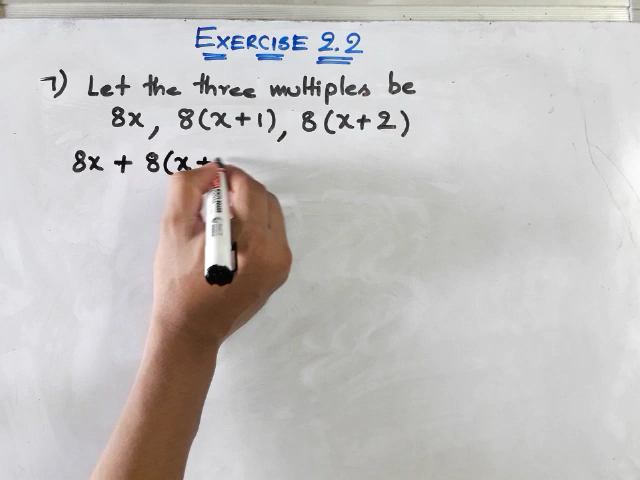 EXERCISE 2.2
7) Let the three multiples be
8x, 8(x+1), 8(x+2)
8x + 8(x+